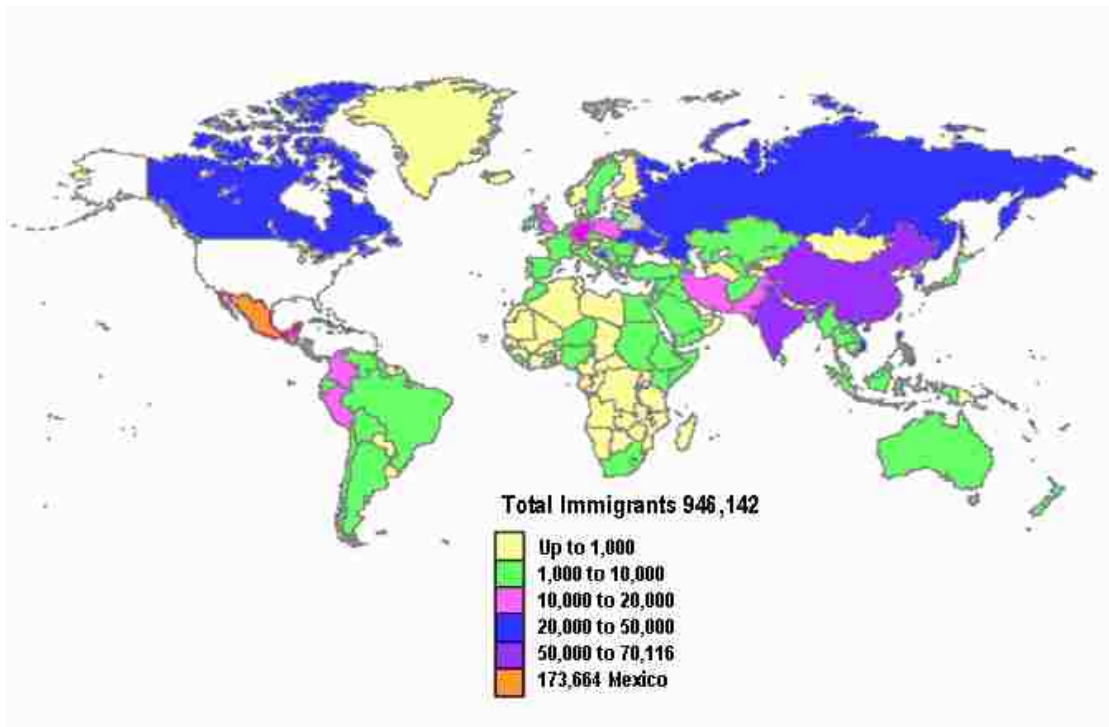 Total Immigrants 946,142
Up to 1,000
1,000 to 10,000
10,000 to 20,000
20,000 to 50,000
50,000 to 70,116
173,664 Mexico